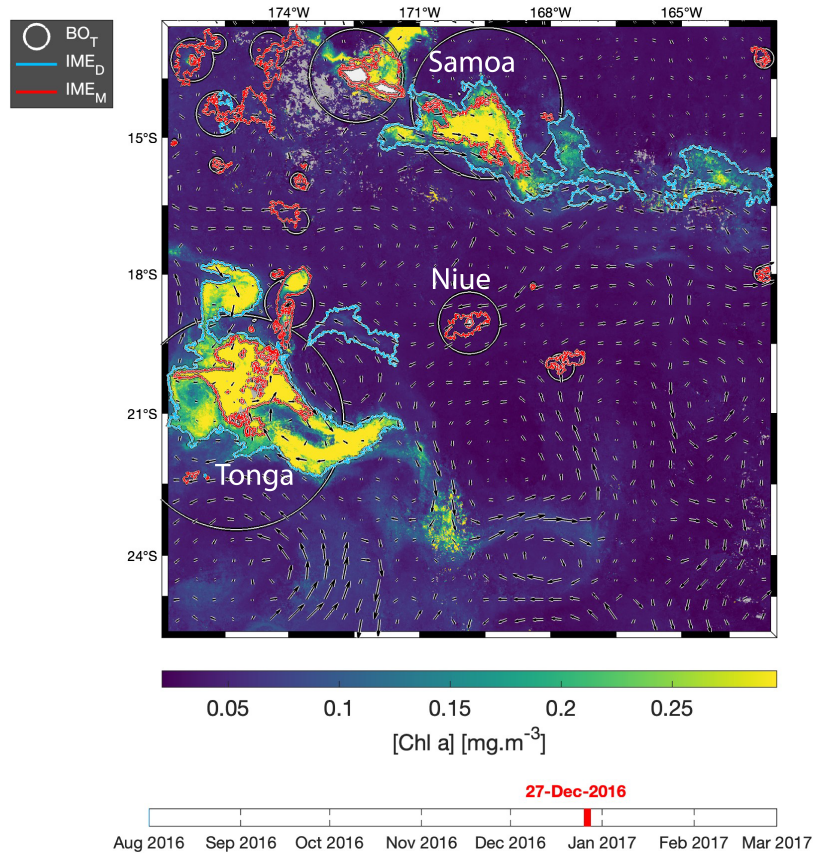 BO_T
IME_D
IME_M
174°W 171°W 168°W 165°W
Samoa
15°S
18°S
Niue
21°S
Tonga
24°S
0.05 0.1 0.15 0.2 0.25
[Chl a] [mg.m⁻³]
27-Dec-2016
Aug 2016 Sep 2016 Oct 2016 Nov 2016 Dec 2016 Jan 2017 Feb 2017 Mar 2017